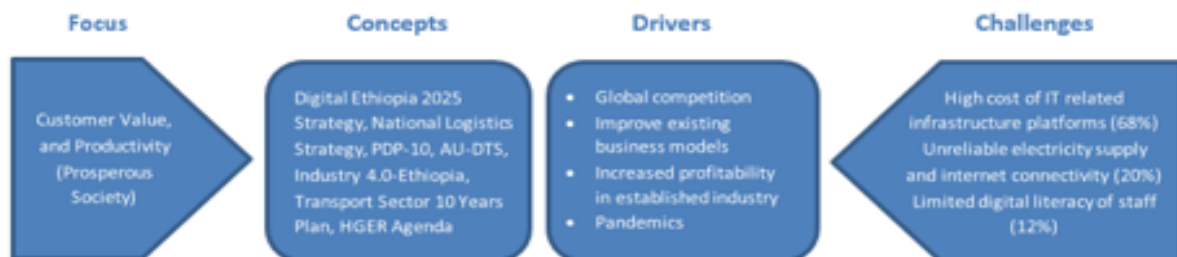 Focus
Concepts
Drivers
Challenges
Customer Value,
and Productivity
(Prosperous
Society)
Digital Ethiopia 2025
Strategy, National Logistics
Strategy, PDP-10, AU-DTS,
Industry 4.0-Ethiopia,
Transport Sector 10 Years
Plan, HGER Agenda
• Global competition
• Improve existing
business models
• Increased profitability
in established industry
• Pandemics
High cost of IT related
infrastructure platforms (68%)
Unreliable electricity supply
and internet connectivity (20%)
Limited digital literacy of staff
(12%)